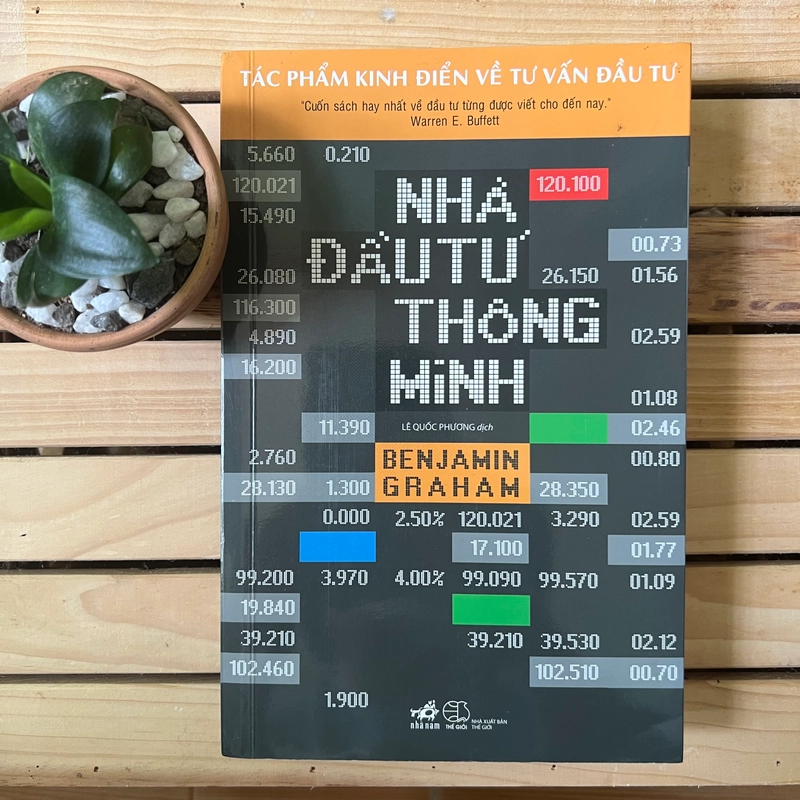 TÁC PHẨM KINH ĐIỂN VỀ TƯ VẤN ĐẦU TƯ
"Cuốn sách hay nhất về đầu tư từng được viết cho đến nay."
Warren E. Buffett
5.660 0.210
120.021 NHÀ 120.100
15.490
ĐẦU TƯ 00.73
26.080 26.150 01.56
116.300 THÔNG
4.890 02.59
16.200
MINH 01.08
11.390 LÊ QUỐC PHƯƠNG dịch 02.46
2.760 BENJAMIN 00.80
28.130 1.300 GRAHAM 28.350
0.000 2.50% 120.021 3.290 02.59
17.100 01.77
99.200 3.970 4.00% 99.090 99.570 01.09
19.840
39.210 39.210 39.530 02.12
102.460 102.510 00.70
1.900
nhã nam THẾ GIỚI NHÀ XUẤT BẢN
THẾ GIỚI